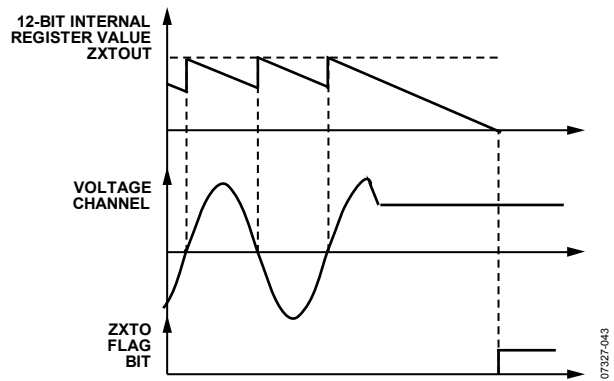 12-BIT INTERNAL
REGISTER VALUE
ZXTOUT
VOLTAGE
CHANNEL
ZXTO
FLAG
BIT
07327-043